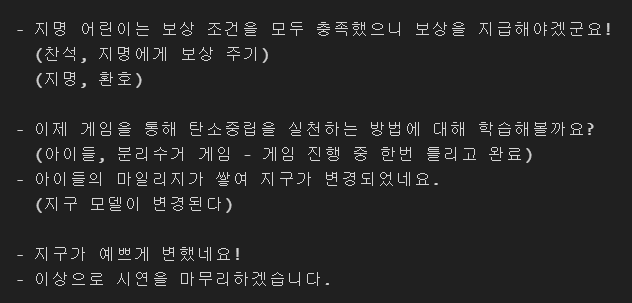 - 지명 어린이는 보상 조건을 모두 충족했으니 보상을 지급해야겠군요!
(찬석, 지명에게 보상 주기)
(지명, 환호)
- 이제 게임을 통해 탄소중립을 실천하는 방법에 대해 학습해볼까요?
(아이들, 분리수거 게임 - 게임 진행 중 한번 틀리고 완료)
- 아이들의 마일리지가 쌓여 지구가 변경되었네요.
(지구 모델이 변경된다)
- 지구가 예쁘게 변했네요!
- 이상으로 시연을 마무리하겠습니다.